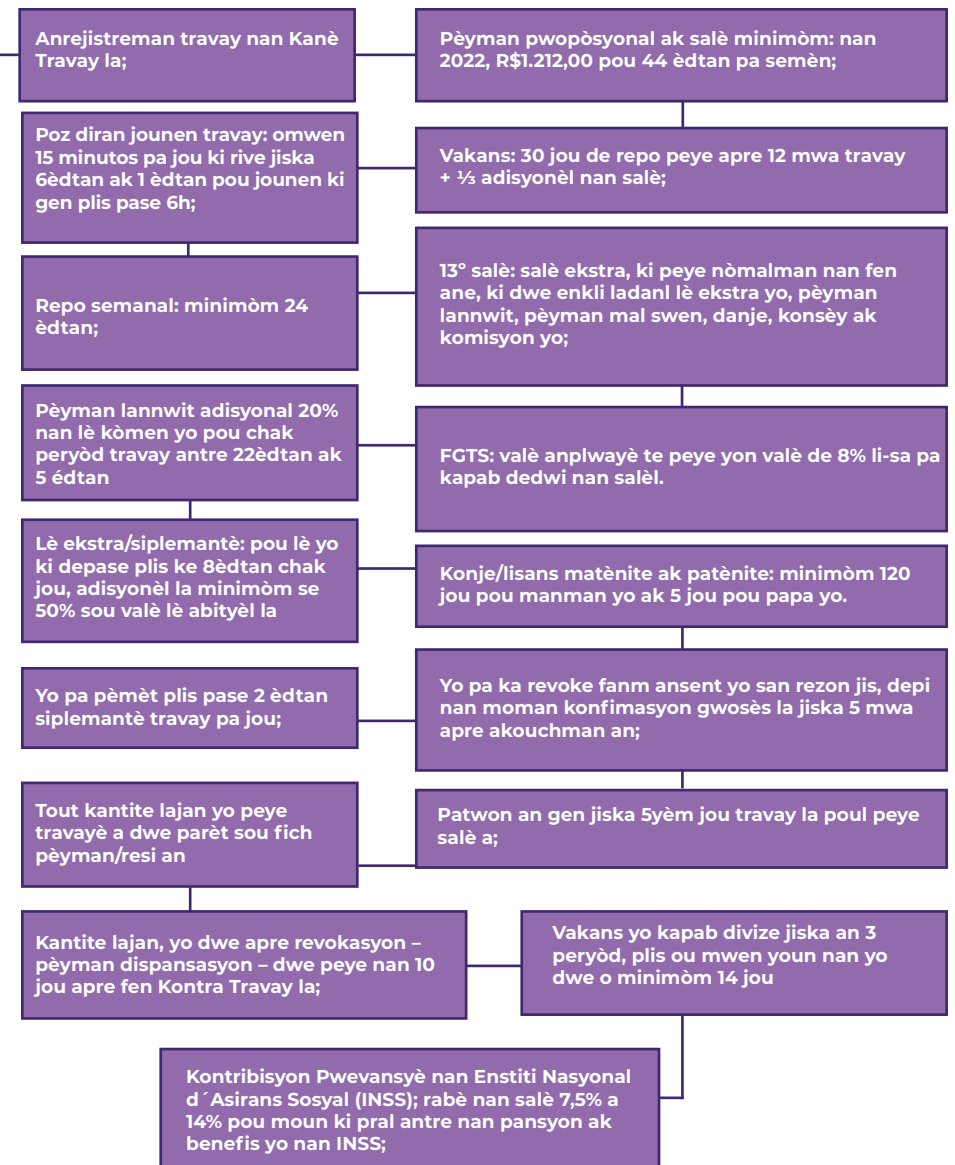 Anrejistreman travay nan Kanè
Travay la;
Pèyman pwopòsyonal ak salè minimòm: nan
2022, R$1.212,00 pou 44 èdtan pa semèn;
Poz diran jounen travay: omwen
15 minutos pa jou ki rive jiska
6èdtan ak 1 èdtan pou jounen ki
gen plis pase 6h;
Vakans: 30 jou de repo peye apre 12 mwa travay
+ ⅓ adisyonèl nan salè;
Repo semanal: minimòm 24
èdtan;
13º salè: salè ekstra, ki peye nòmalman nan fen
ane, ki dwe enkli ladanl lè ekstra yo, pèyman
lannwit, pèyman mal swen, danje, konsèy ak
komisyon yo;
Pèyman lannwit adisyonal 20%
nan lè kòmen yo pou chak
peryòd travay antre 22èdtan ak
5 édtan
FGTS: valè anplwayè te peye yon valè de 8% li-sa pa
kapab dedwi nan salèl.
Lè ekstra/siplemantè: pou lè yo
ki depase plis ke 8èdtan chak
jou, adisyonèl la minimòm se
50% sou valè lè abityèl la
Konje/lisans matènite ak patènite: minimòm 120
jou pou manman yo ak 5 jou pou papa yo.
Yo pa pèmèt plis pase 2 èdtan
siplemantè travay pa jou;
Yo pa ka revoke fanm ansent yo san rezon jis, depi
nan moman konfimasyon gwosès la jiska 5 mwa
apre akouchman an;
Tout kantite lajan yo peye
travayè a dwe parèt sou fich
pèyman/resi an
Patwon an gen jiska 5yèm jou travay la poul peye
salè a;
Kantite lajan, yo dwe apre revokasyon –
pèyman dispansasyon – dwe peye nan 10
jou apre fen Kontra Travay la;
Vakans yo kapab divize jiska an 3
peryòd, plis ou mwen youn nan yo
dwe o minimòm 14 jou
Kontribisyon Pwevansyè nan Enstiti Nasyonal
d´Asirans Sosyal (INSS); rabè nan salè 7,5% a
14% pou moun ki pral antre nan pansyon ak
benefis yo nan INSS;